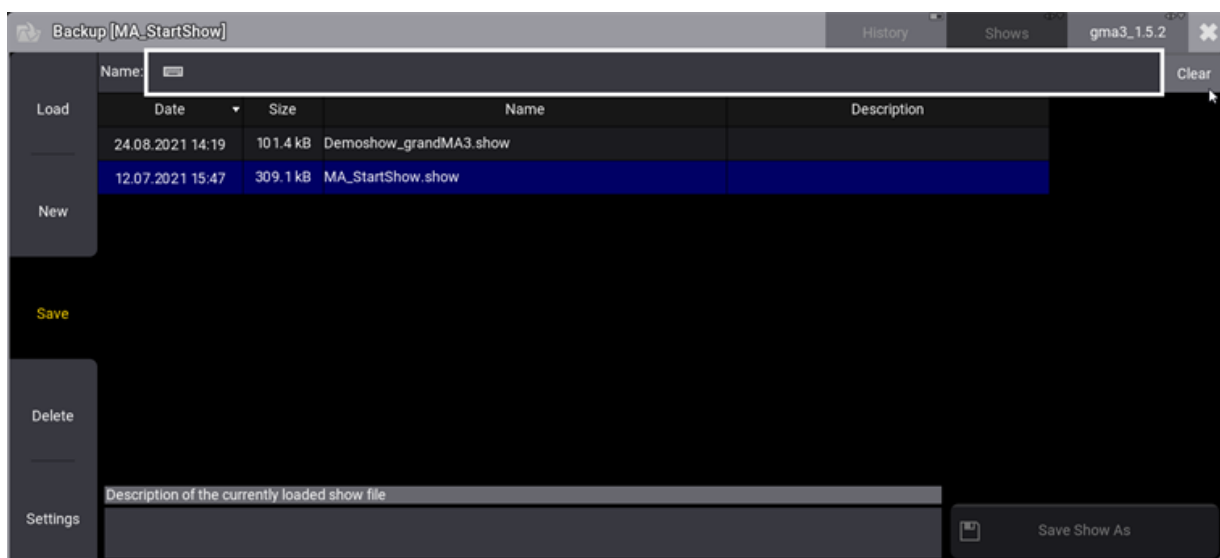 Backup [MA_StartShow] History Shows gma3_1.5.2
Name: Clear
Load
New
Save
Delete
Settings
Date Size Name Description
24.08.2021 14:19 101.4 kB Demoshow_grandMA3.show
12.07.2021 15:47 309.1 kB MA_StartShow.show
Description of the currently loaded show file
Save Show As